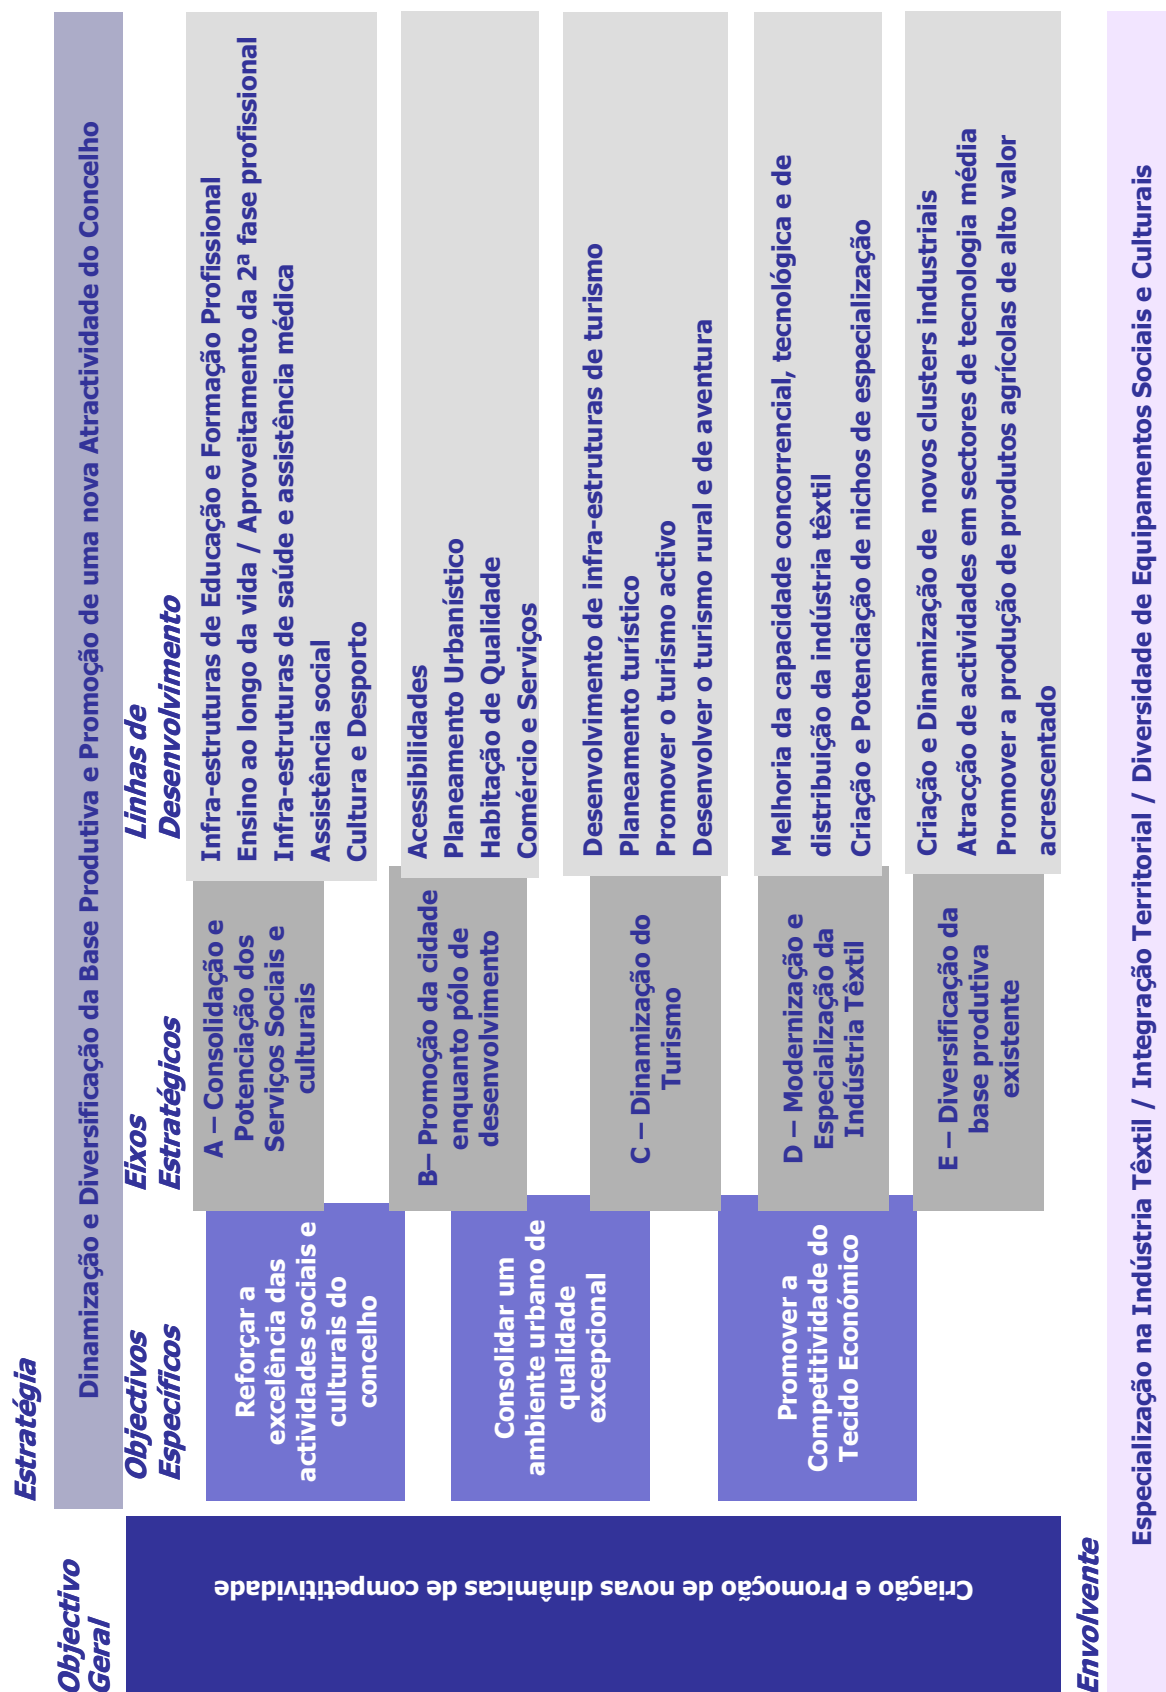 Estratégia
Dinamização e Diversificação da Base Produtiva e Promoção de uma nova Atractividade do Concelho
Objectivo
Geral
Objectivos
Específicos
Eixos
Estratégicos
Linhas de
Desenvolvimento
Criação e Promoção de novas dinâmicas de competititividade
Reforçar a
excelência das
actividades sociais e
culturais do
concelho
Consolidar um
ambiente urbano de
qualidade
excepcional
Promover a
Competitividade do
Tecido Económico
A – Consolidação e
Potenciação dos
Serviços Sociais e
culturais
B– Promoção da cidade
enquanto pólo de
desenvolvimento
C – Dinamização do
Turismo
D – Modernização e
Especialização da
Indústria Têxtil
E – Diversificação da
base produtiva
existente
Infra-estruturas de Educação e Formação Profissional
Ensino ao longo da vida / Aproveitamento da 2ª fase profissional
Infra-estruturas de saúde e assistência médica
Assistência social
Cultura e Desporto
Acessibilidades
Planeamento Urbanístico
Habitação de Qualidade
Comércio e Serviços
Desenvolvimento de infra-estruturas de turismo
Planeamento turístico
Promover o turismo activo
Desenvolver o turismo rural e de aventura
Melhoria da capacidade concorrencial, tecnológica e de
distribuição da indústria têxtil
Criação e Potenciação de nichos de especialização
Criação e Dinamização de  novos clusters industriais
Atracção de actividades em sectores de tecnologia média
Promover a produção de produtos agrícolas de alto valor
acrescentado
Envolvente
Especialização na Indústria Têxtil / Integração Territorial / Diversidade de Equipamentos Sociais e Culturais